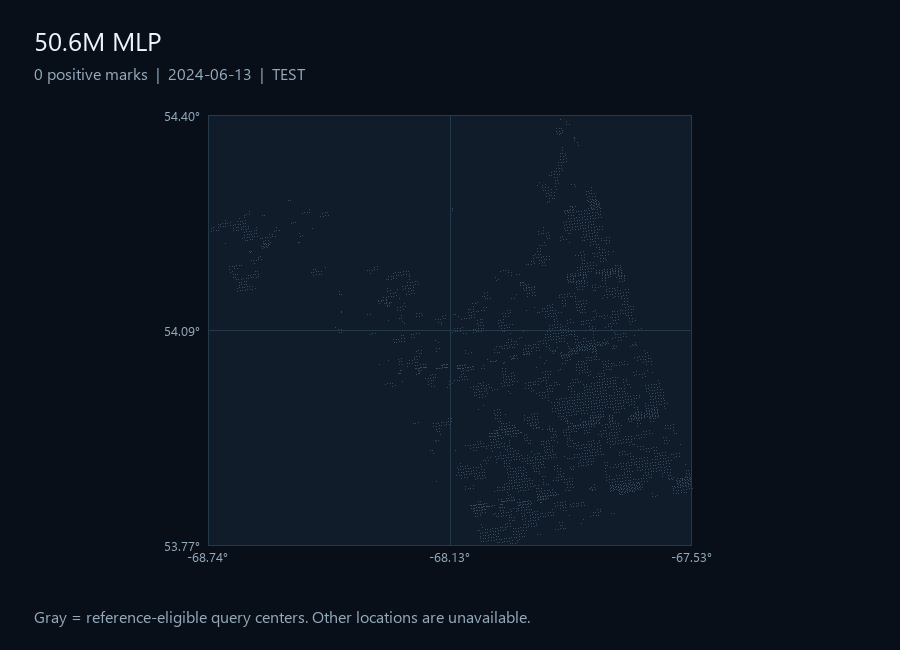 50.6M MLP
0 positive marks | 2024-06-13 | TEST
54.40°
54.09°
53.77°
-68.74°
-68.13°
-67.53°
Gray = reference-eligible query centers. Other locations are unavailable.